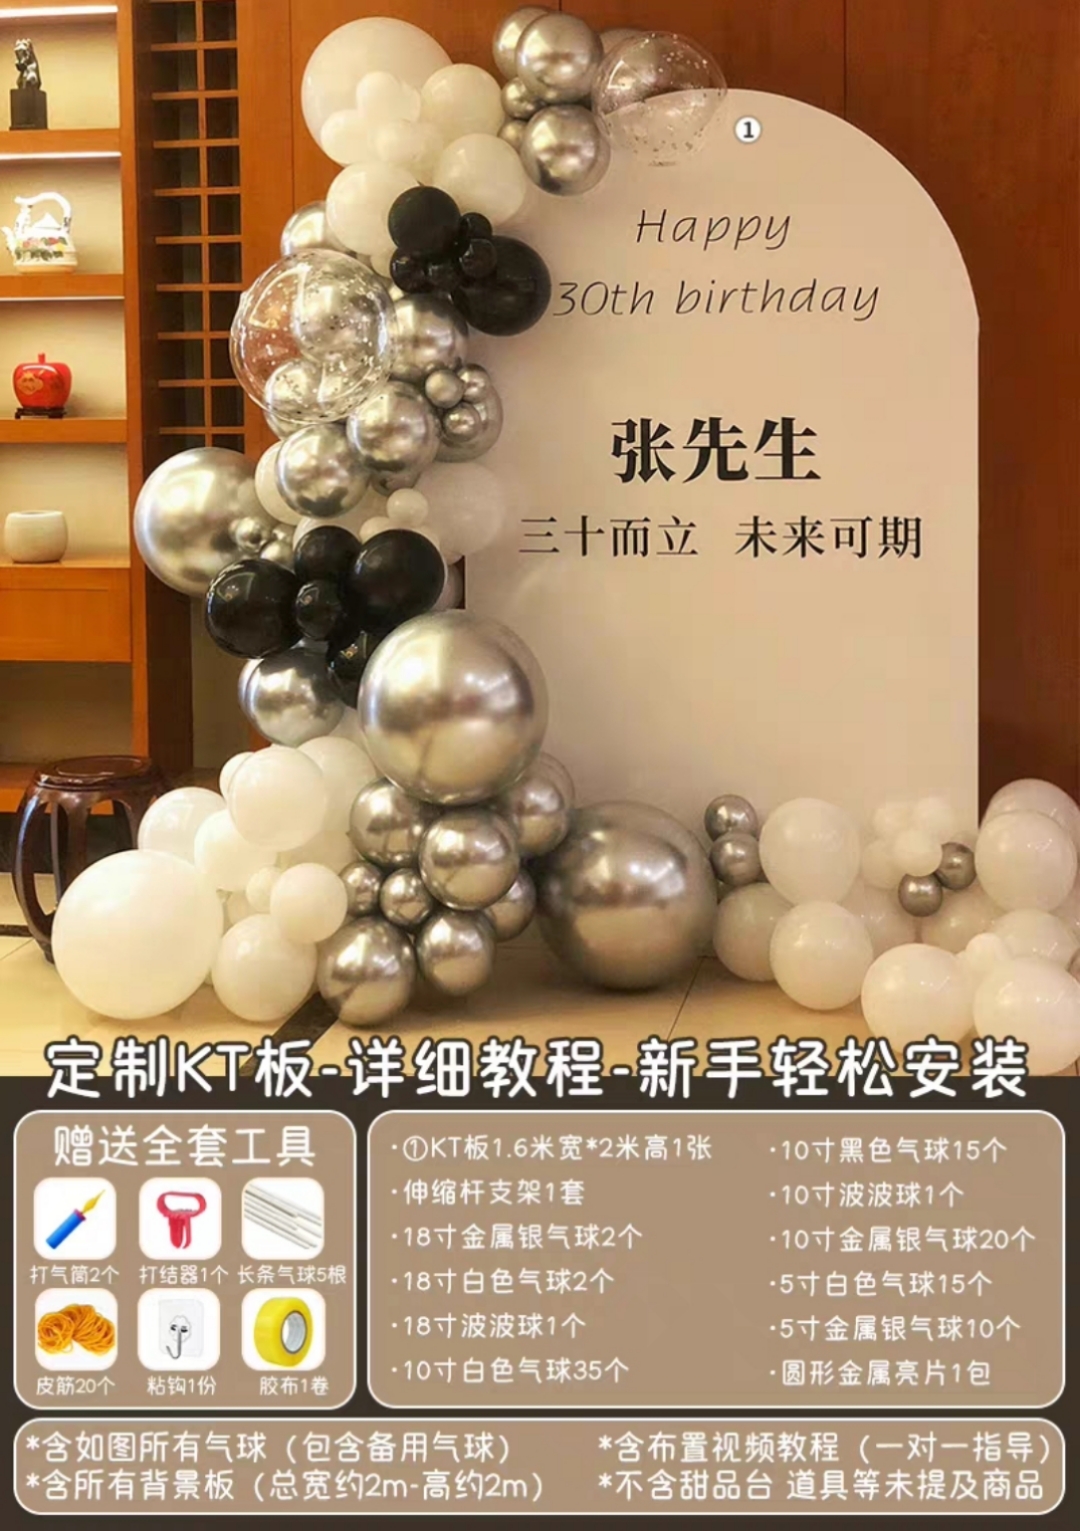 ①
Happy
30th birthday
张先生
三十而立 未来可期
定制KT板-详细教程-新手轻松安装
赠送全套工具
打气筒2个 打结器1个 长条气球5根
皮筋20个 粘钩1份 胶布1卷
·①KT板1.6米宽*2米高1张
·伸缩杆支架1套
·18寸金属银气球2个
·18寸白色气球2个
·18寸波波球1个
·10寸白色气球35个
·10寸黑色气球15个
·10寸波波球1个
·10寸金属银气球20个
·5寸白色气球15个
·5寸金属银气球10个
·圆形金属亮片1包
*含如图所有气球（包含备用气球）
*含所有背景板（总宽约2m-高约2m）
*含布置视频教程（一对一指导）
*不含甜品台 道具等未提及商品